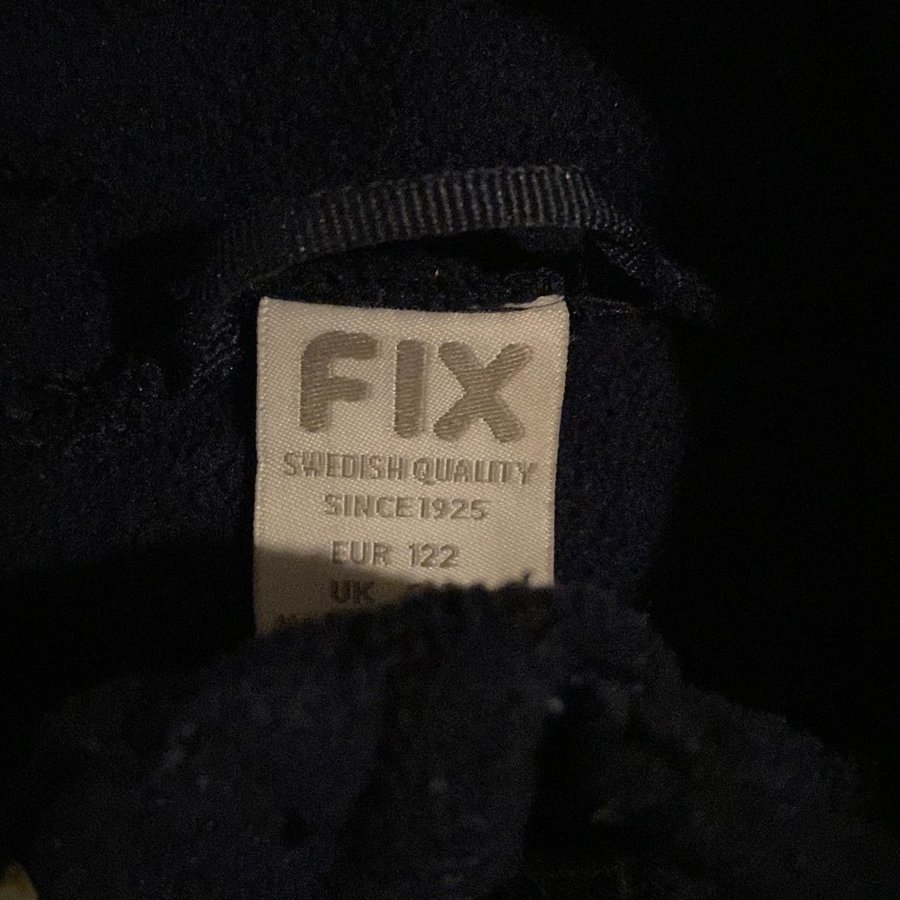 FIX
SWEDISH QUALITY
SINCE 1925
EUR 122
UK